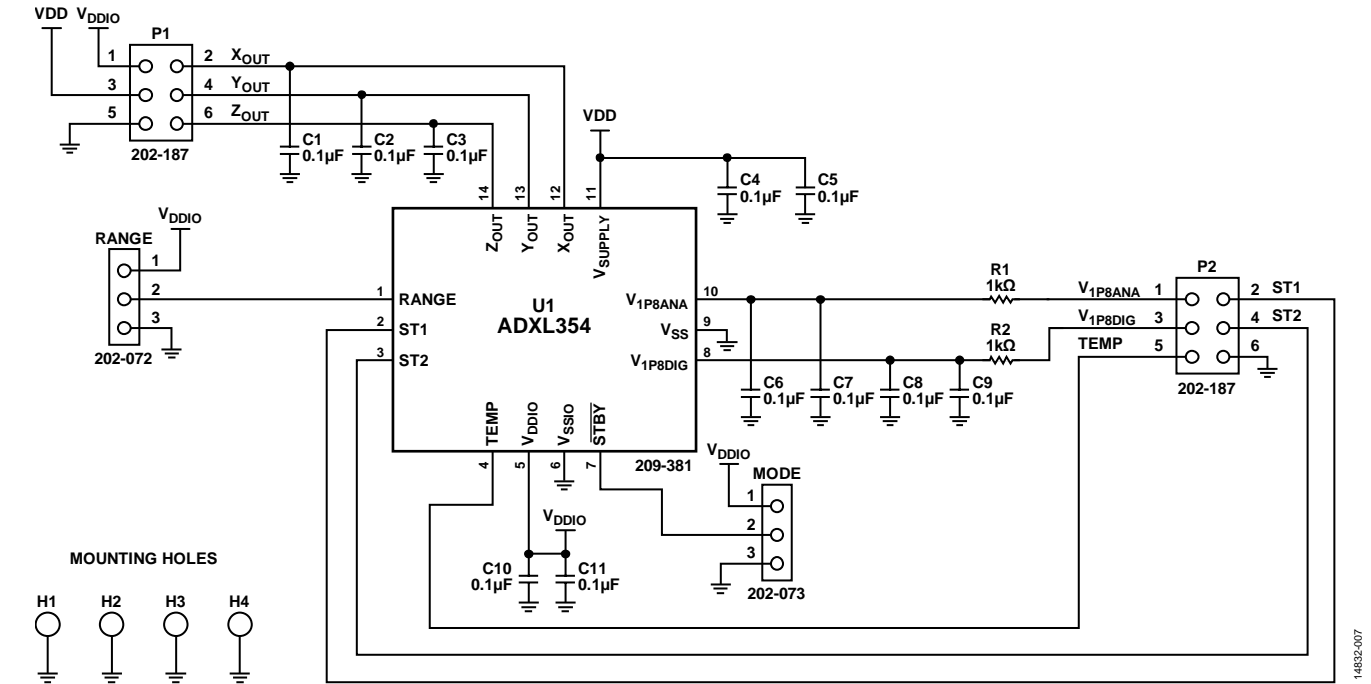 VDD VDDIO
P1
1 2 XOUT
3 4 YOUT
5 6 ZOUT
202-187
C1
0.1µF
C2
0.1µF
C3
0.1µF
VDD
C4
0.1µF
C5
0.1µF
14 13 12 11
ZOUT YOUT XOUT VSUPPLY
VDDIO
RANGE
1
2
3
202-072
1 RANGE
2 ST1
3 ST2
U1
ADXL354
V1P8ANA 10
VSS 9
V1P8DIG 8
TEMP VDDIO VSSIO STBY
4 5 6 7
209-381
R1
1kΩ
R2
1kΩ
C6
0.1µF
C7
0.1µF
C8
0.1µF
C9
0.1µF
P2
V1P8ANA 1 2 ST1
V1P8DIG 3 4 ST2
TEMP 5 6
202-187
VDDIO
MODE
1
2
3
202-073
VDDIO
C10
0.1µF
C11
0.1µF
MOUNTING HOLES
H1 H2 H3 H4
14832-007